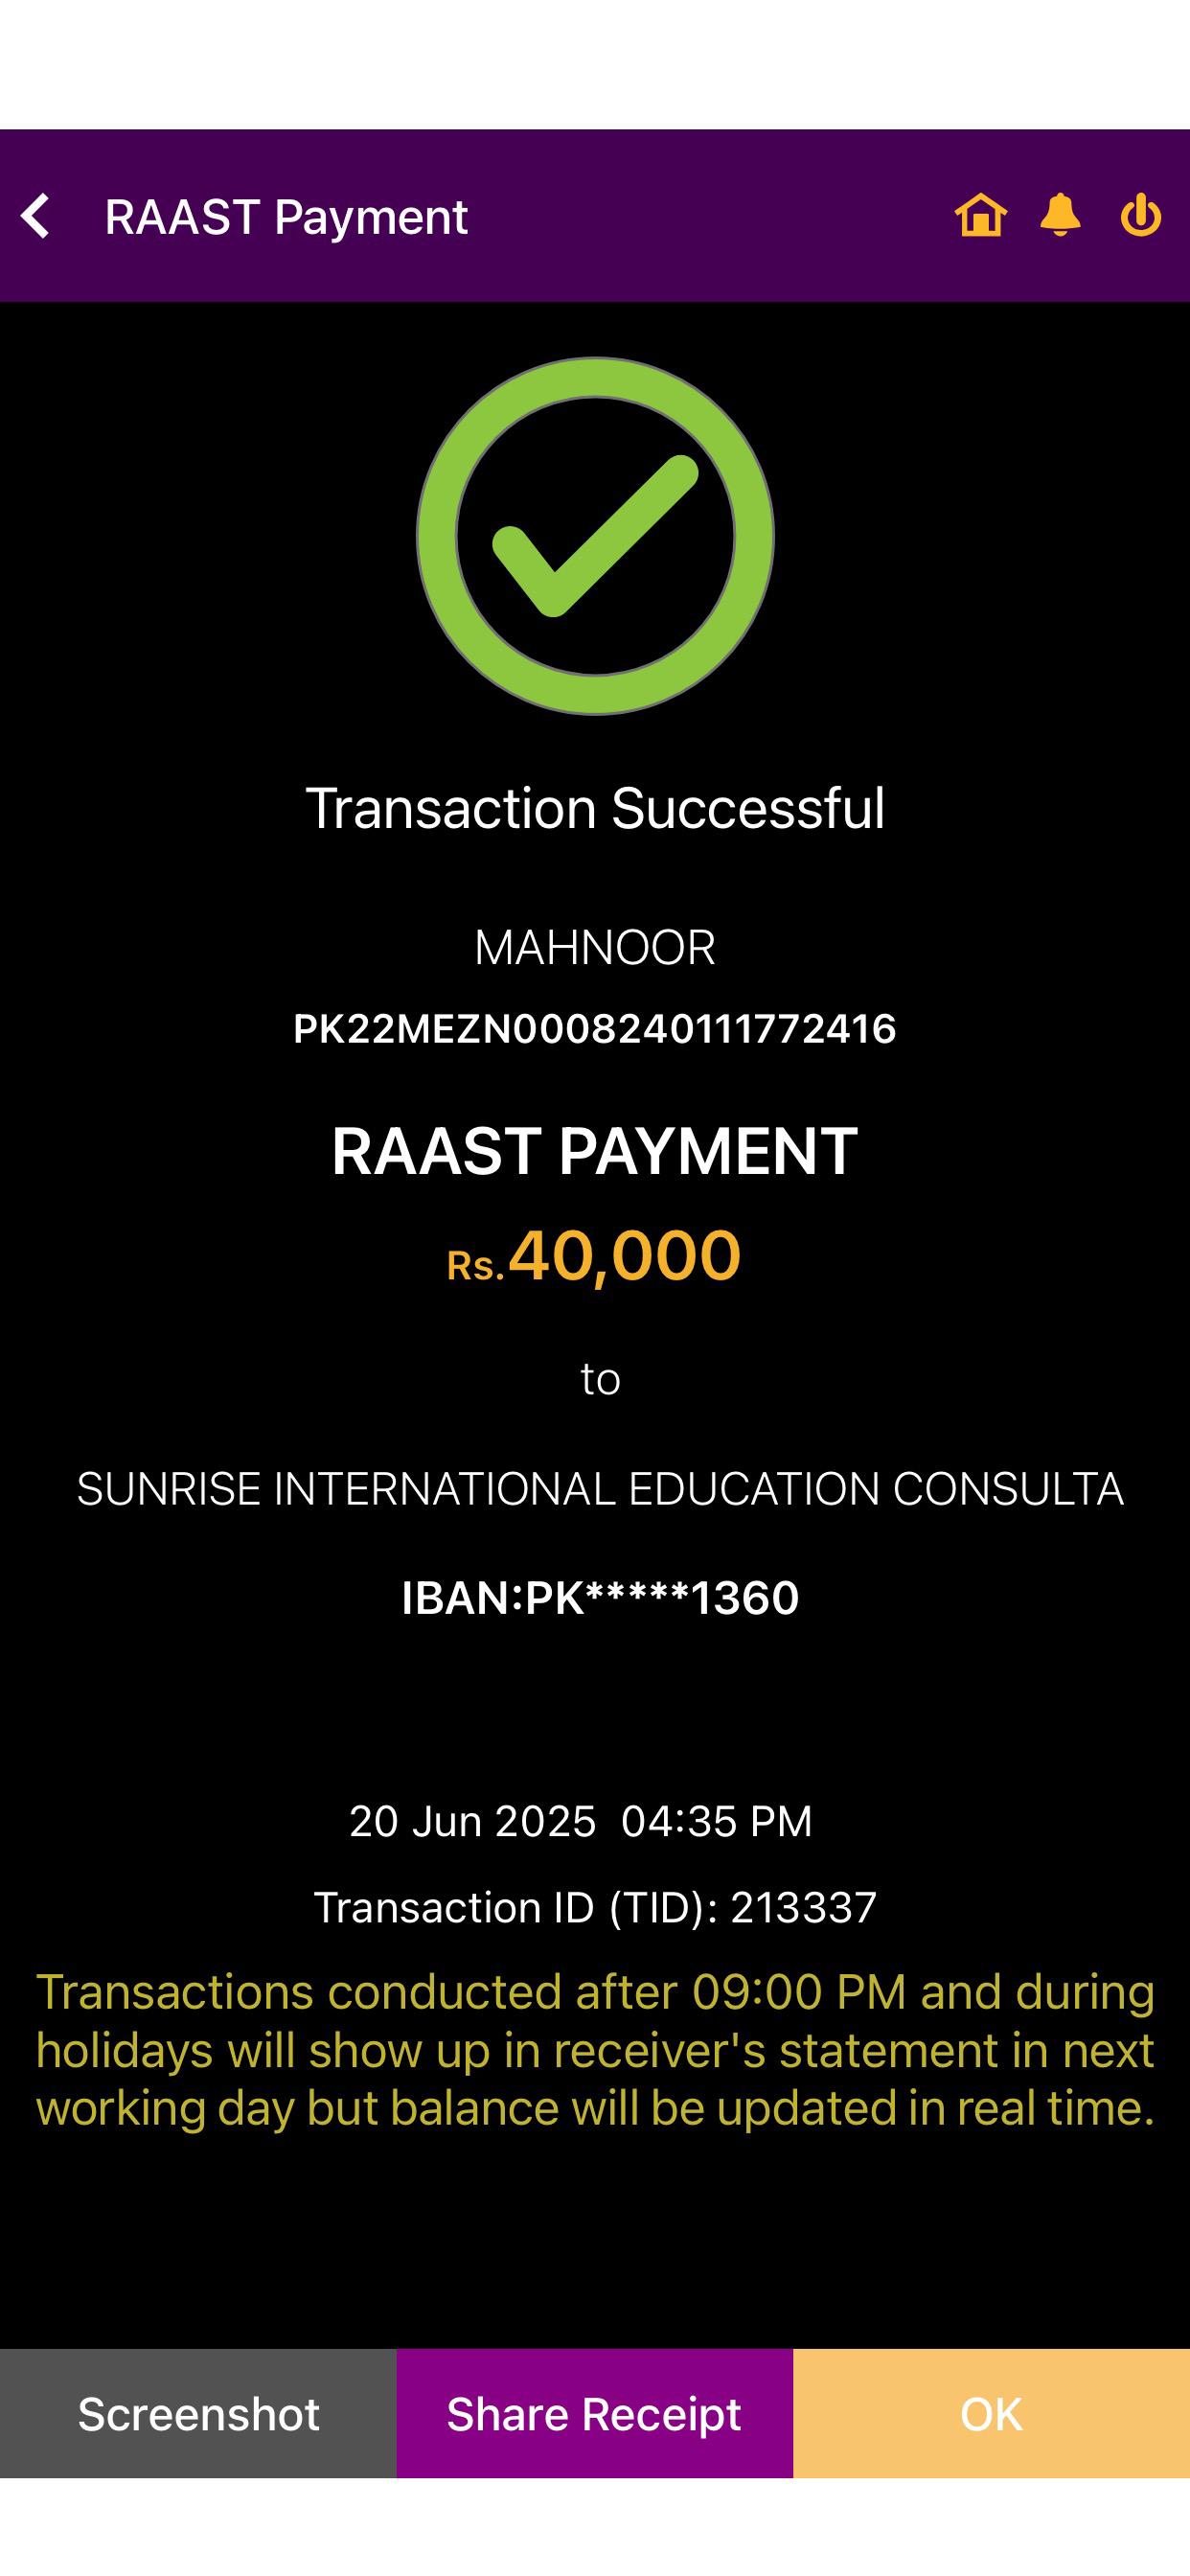 RAAST Payment
Transaction Successful
MAHNOOR
PK22MEZN0008240111772416
RAAST PAYMENT
Rs.40,000
to
SUNRISE INTERNATIONAL EDUCATION CONSULTA
IBAN:PK*****1360
20 Jun 2025  04:35 PM
Transaction ID (TID): 213337
Transactions conducted after 09:00 PM and during
holidays will show up in receiver's statement in next
working day but balance will be updated in real time.
Screenshot
Share Receipt
OK